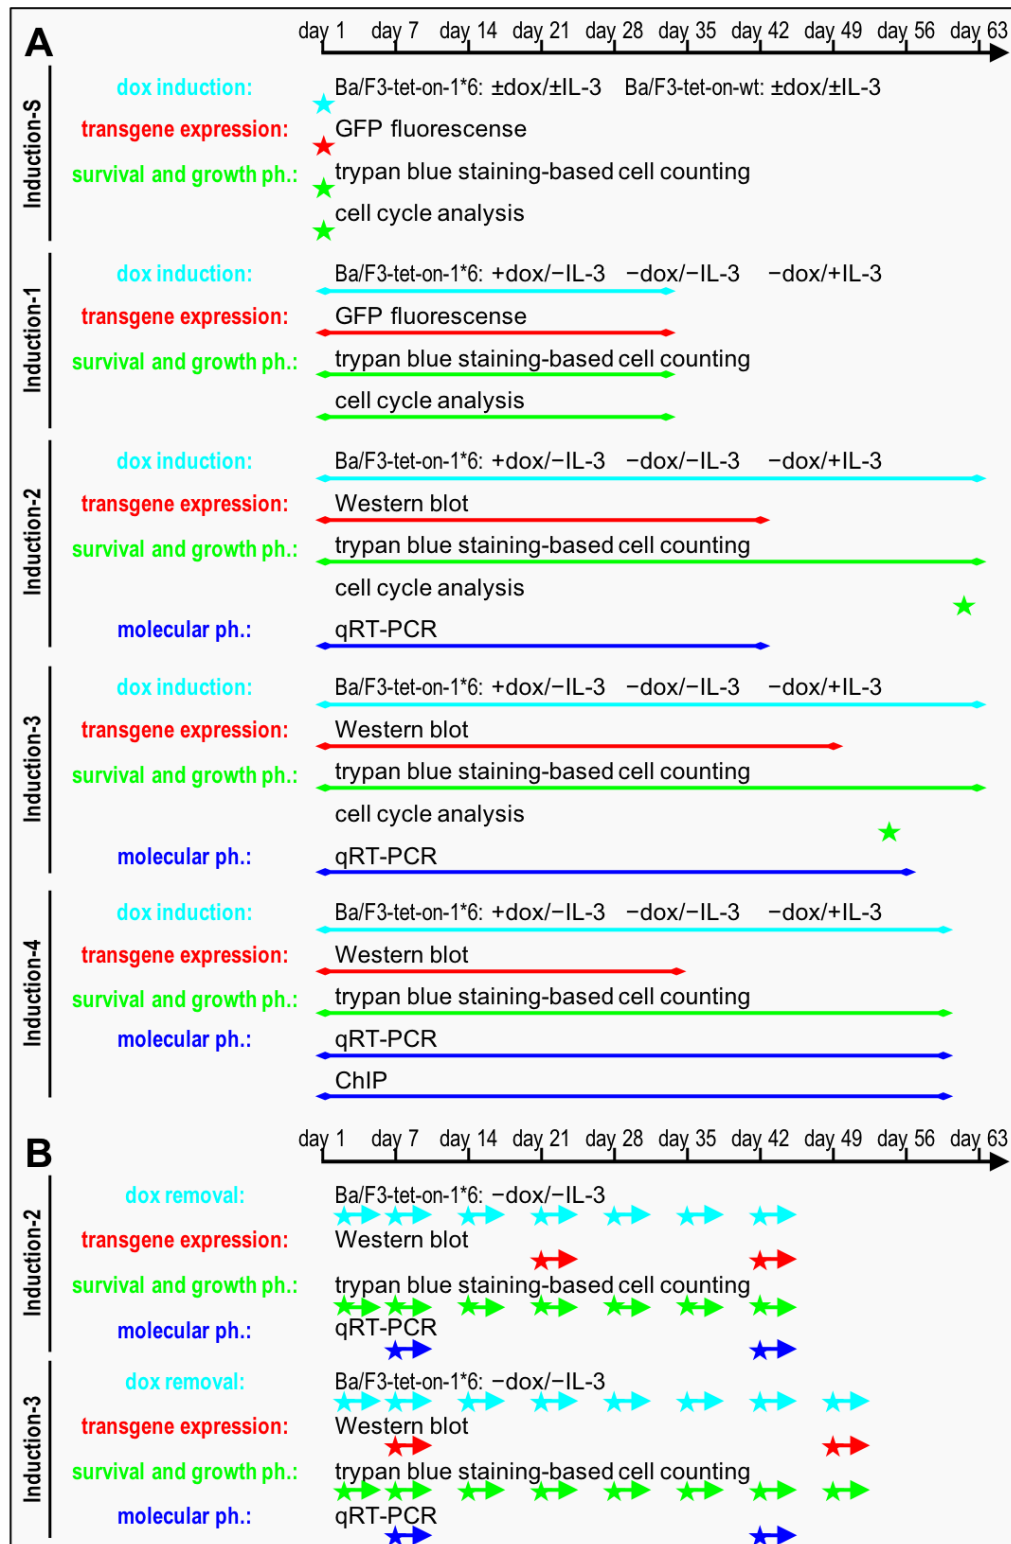 A
day 1 day 7 day 14 day 21 day 28 day 35 day 42 day 49 day 56 day 63
Induction-S
dox induction: Ba/F3-tet-on-1*6: ±dox/±IL-3 Ba/F3-tet-on-wt: ±dox/±IL-3
transgene expression: GFP fluorescense
survival and growth ph.: trypan blue staining-based cell counting
cell cycle analysis
Induction-1
dox induction: Ba/F3-tet-on-1*6: +dox/−IL-3 −dox/−IL-3 −dox/+IL-3
transgene expression: GFP fluorescense
survival and growth ph.: trypan blue staining-based cell counting
cell cycle analysis
Induction-2
dox induction: Ba/F3-tet-on-1*6: +dox/−IL-3 −dox/−IL-3 −dox/+IL-3
transgene expression: Western blot
survival and growth ph.: trypan blue staining-based cell counting
cell cycle analysis
molecular ph.: qRT-PCR
Induction-3
dox induction: Ba/F3-tet-on-1*6: +dox/−IL-3 −dox/−IL-3 −dox/+IL-3
transgene expression: Western blot
survival and growth ph.: trypan blue staining-based cell counting
cell cycle analysis
molecular ph.: qRT-PCR
Induction-4
dox induction: Ba/F3-tet-on-1*6: +dox/−IL-3 −dox/−IL-3 −dox/+IL-3
transgene expression: Western blot
survival and growth ph.: trypan blue staining-based cell counting
molecular ph.: qRT-PCR
ChIP
B
day 1 day 7 day 14 day 21 day 28 day 35 day 42 day 49 day 56 day 63
Induction-2
dox removal: Ba/F3-tet-on-1*6: −dox/−IL-3
transgene expression: Western blot
survival and growth ph.: trypan blue staining-based cell counting
molecular ph.: qRT-PCR
Induction-3
dox removal: Ba/F3-tet-on-1*6: −dox/−IL-3
transgene expression: Western blot
survival and growth ph.: trypan blue staining-based cell counting
molecular ph.: qRT-PCR